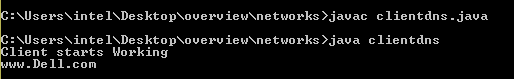 C:\Users\intel\Desktop\overview\networks>javac clientdns.java
C:\Users\intel\Desktop\overview\networks>java clientdns
Client starts Working
www.Dell.com